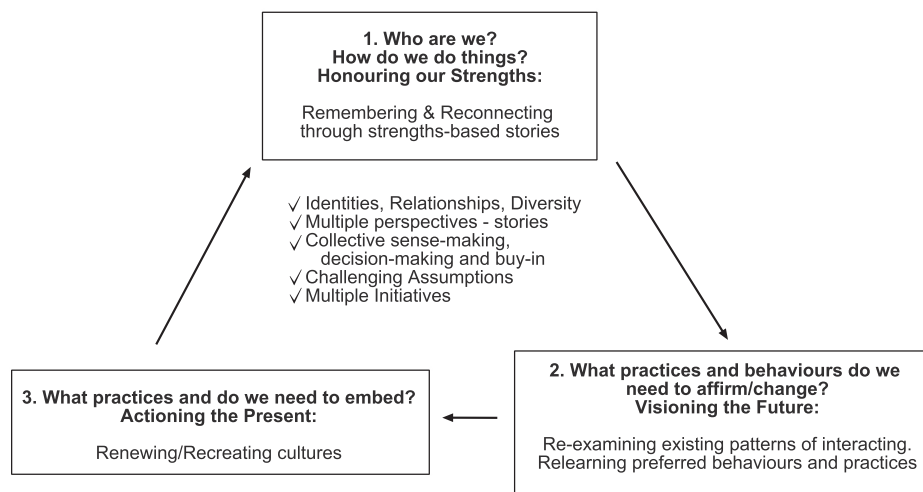 1. Who are we?
How do we do things?
Honouring our Strengths:
Remembering & Reconnecting
through strengths-based stories
✓ Identities, Relationships, Diversity
✓ Multiple perspectives - stories
✓ Collective sense-making,
decision-making and buy-in
✓ Challenging Assumptions
✓ Multiple Initiatives
2. What practices and behaviours do we
need to affirm/change?
Visioning the Future:
Re-examining existing patterns of interacting.
Relearning preferred behaviours and practices
3. What practices and do we need to embed?
Actioning the Present:
Renewing/Recreating cultures